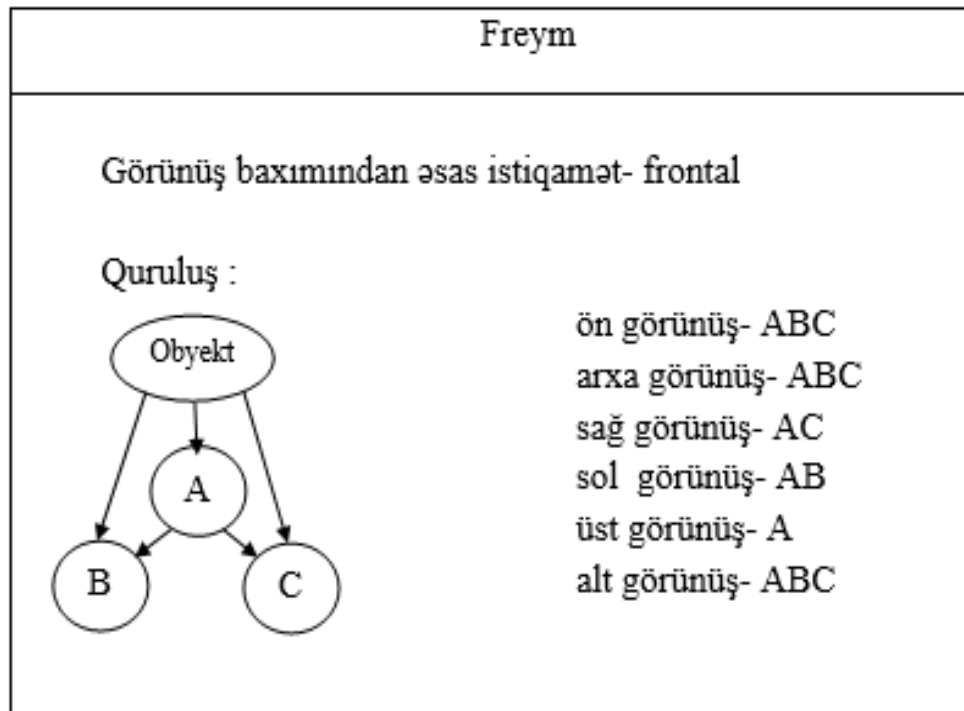 Freym
Görünüş baxımından əsas istiqamət- frontal
Quruluş :
Obyekt
A
B
C
ön görünüş- ABC
arxa görünüş- ABC
sağ görünüş- AC
sol  görünüş- AB
üst görünüş- A
alt görünüş- ABC